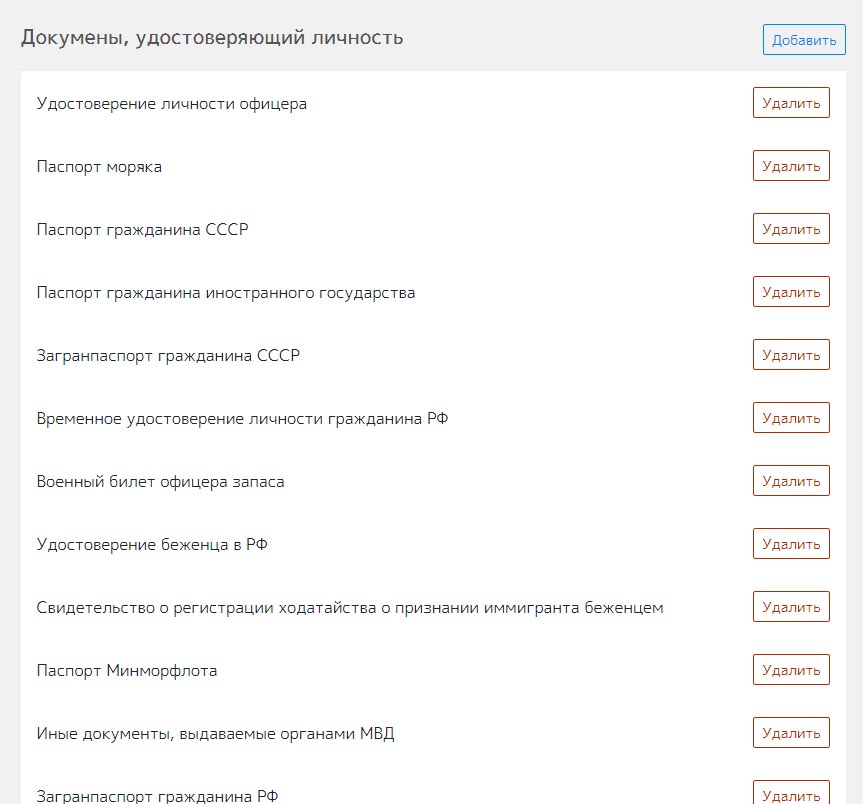 Докумены, удостоверяющий личность
Добавить
Удостоверение личности офицера
Удалить
Паспорт моряка
Удалить
Паспорт гражданина СССР
Удалить
Паспорт гражданина иностранного государства
Удалить
Загранпаспорт гражданина СССР
Удалить
Временное удостоверение личности гражданина РФ
Удалить
Военный билет офицера запаса
Удалить
Удостоверение беженца в РФ
Удалить
Свидетельство о регистрации ходатайства о признании иммигранта беженцем
Удалить
Паспорт Минморфлота
Удалить
Иные документы, выдаваемые органами МВД
Удалить
Загранпаспорт гражданина РФ
Удалить